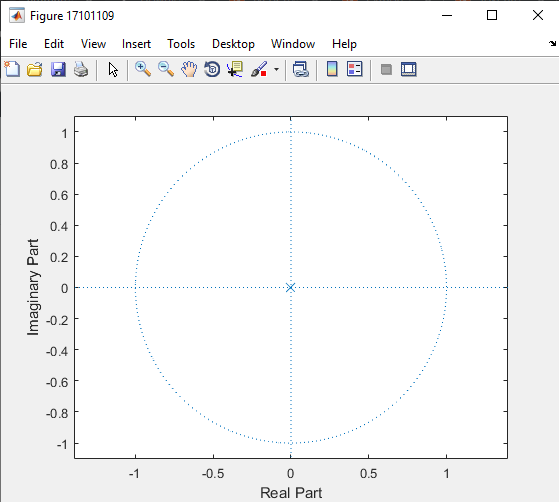 Figure 17101109
File Edit View Insert Tools Desktop Window Help
1
0.8
0.6
0.4
0.2
0
-0.2
-0.4
-0.6
-0.8
-1
Imaginary Part
-1 -0.5 0 0.5 1
Real Part